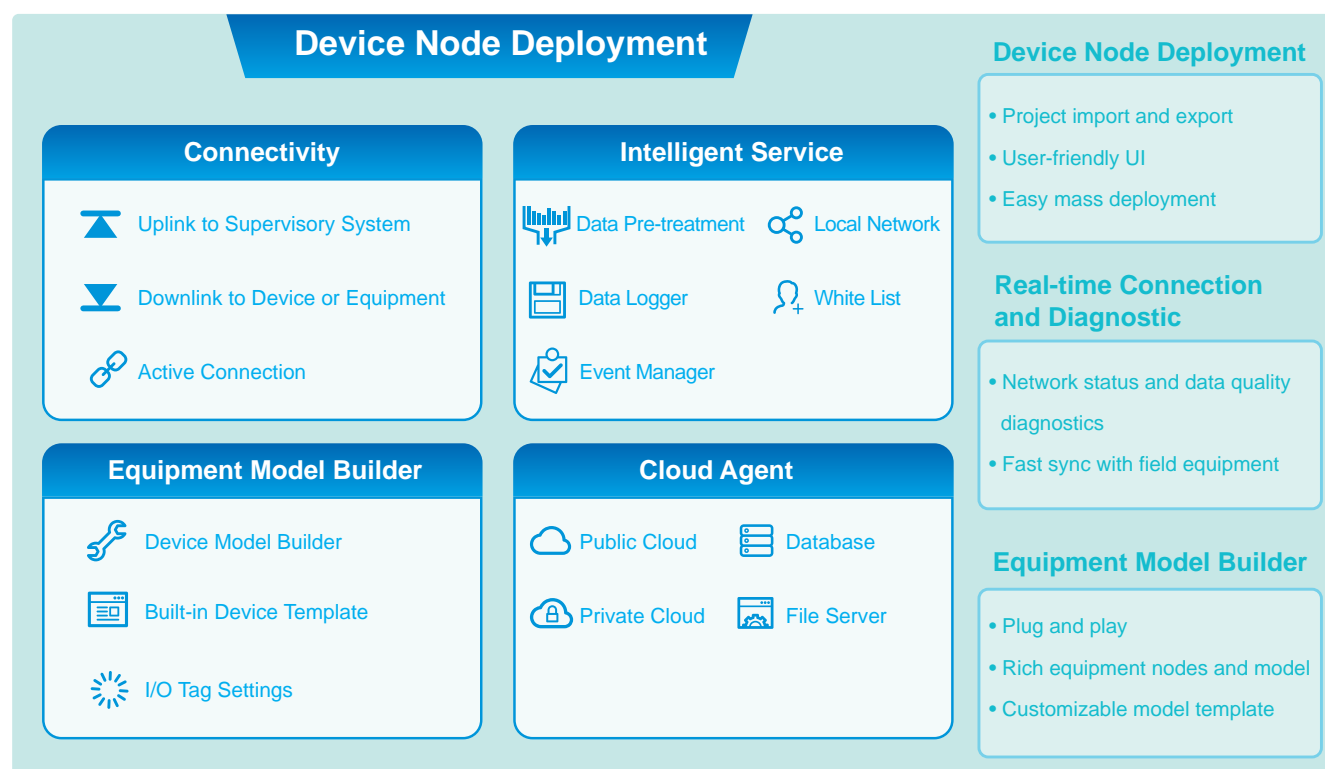 Device Node Deployment
Connectivity
Uplink to Supervisory System
Downlink to Device or Equipment
Active Connection
Intelligent Service
Data Pre-treatment
Local Network
Data Logger
White List
Event Manager
Equipment Model Builder
Device Model Builder
Built-in Device Template
I/O Tag Settings
Cloud Agent
Public Cloud
Database
Private Cloud
File Server
Device Node Deployment
• Project import and export
• User-friendly UI
• Easy mass deployment
Real-time Connection
and Diagnostic
• Network status and data quality
diagnostics
• Fast sync with field equipment
Equipment Model Builder
• Plug and play
• Rich equipment nodes and model
• Customizable model template